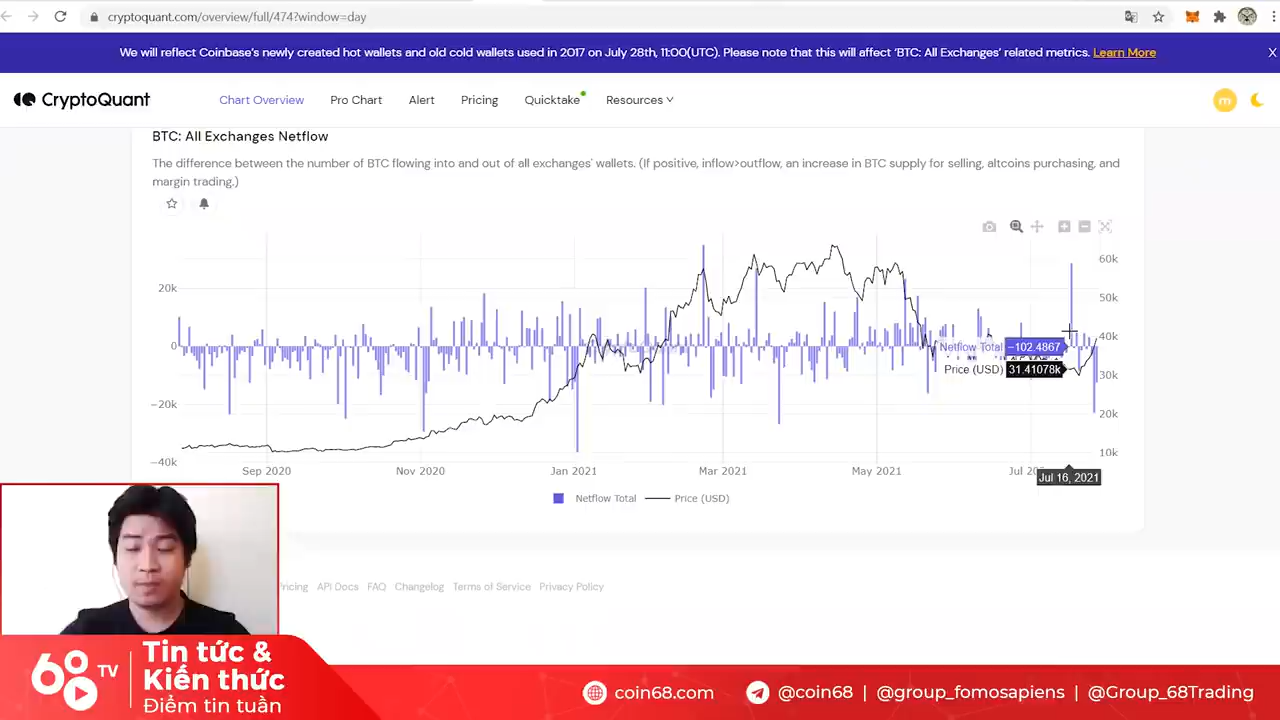 cryptoquant.com/overview/full/474?window=day
We will reflect Coinbase's newly created hot wallets and old cold wallets used in 2017 on July 28th, 11:00(UTC). Please note that this will affect 'BTC: All Exchanges' related metrics. Learn More X
CryptoQuant
Chart Overview Pro Chart Alert Pricing Quicktake Resources
m
BTC: All Exchanges Netflow
The difference between the number of BTC flowing into and out of all exchanges' wallets. (If positive, inflow>outflow, an increase in BTC supply for selling, altcoins purchasing, and
margin trading.)
60k
20k 50k
40k
0 Netflow Total −102.4867
Price (USD) 31.41078k 30k
−20k 20k
−40k 10k
Sep 2020 Nov 2020 Jan 2021 Mar 2021 May 2021
Jul 16, 2021
Netflow Total Price (USD)
API Docs FAQ Changelog Terms of Service Privacy Policy
68 TV
Tin tức &
Kiến thức
Điểm tin tuần
coin68.com @coin68 | @group_fomosapiens | @Group_68Trading